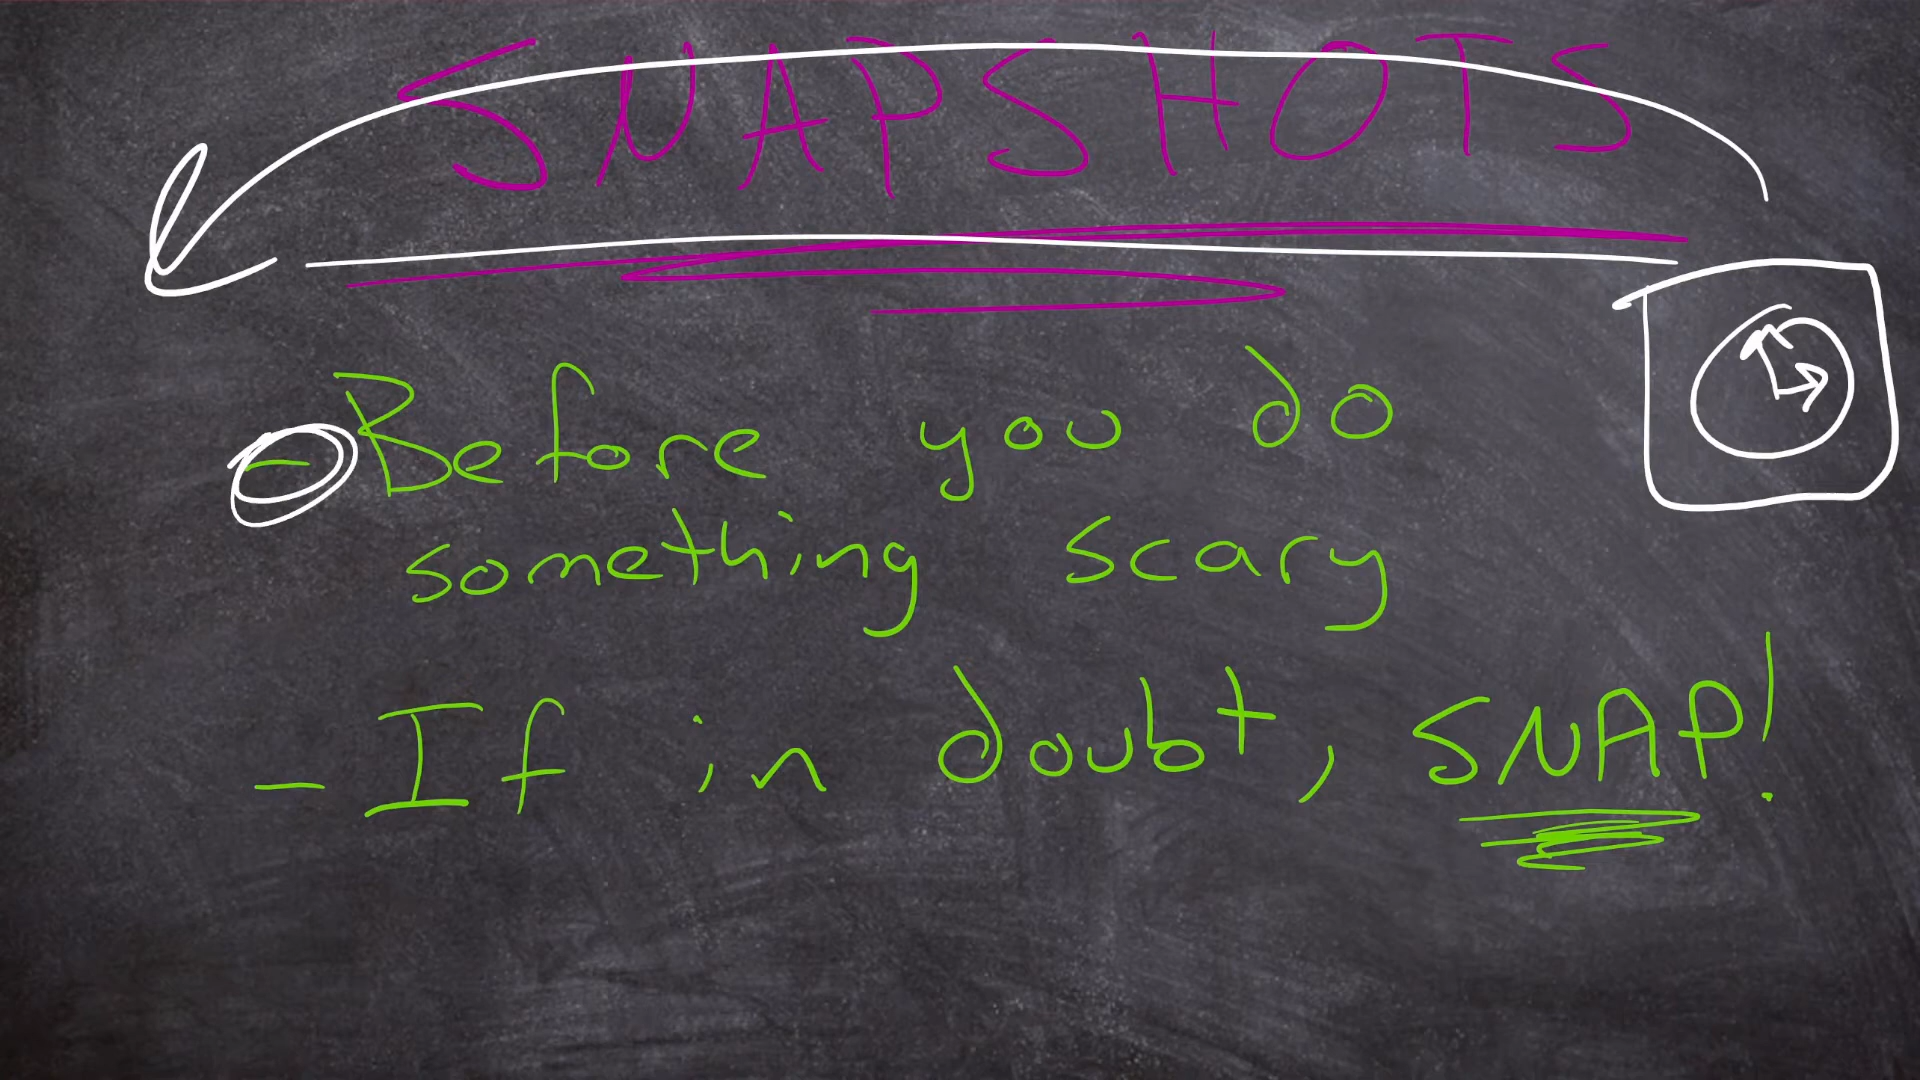 SNAPSHOTS
- Before you do
something scary
- If in doubt, SNAP!